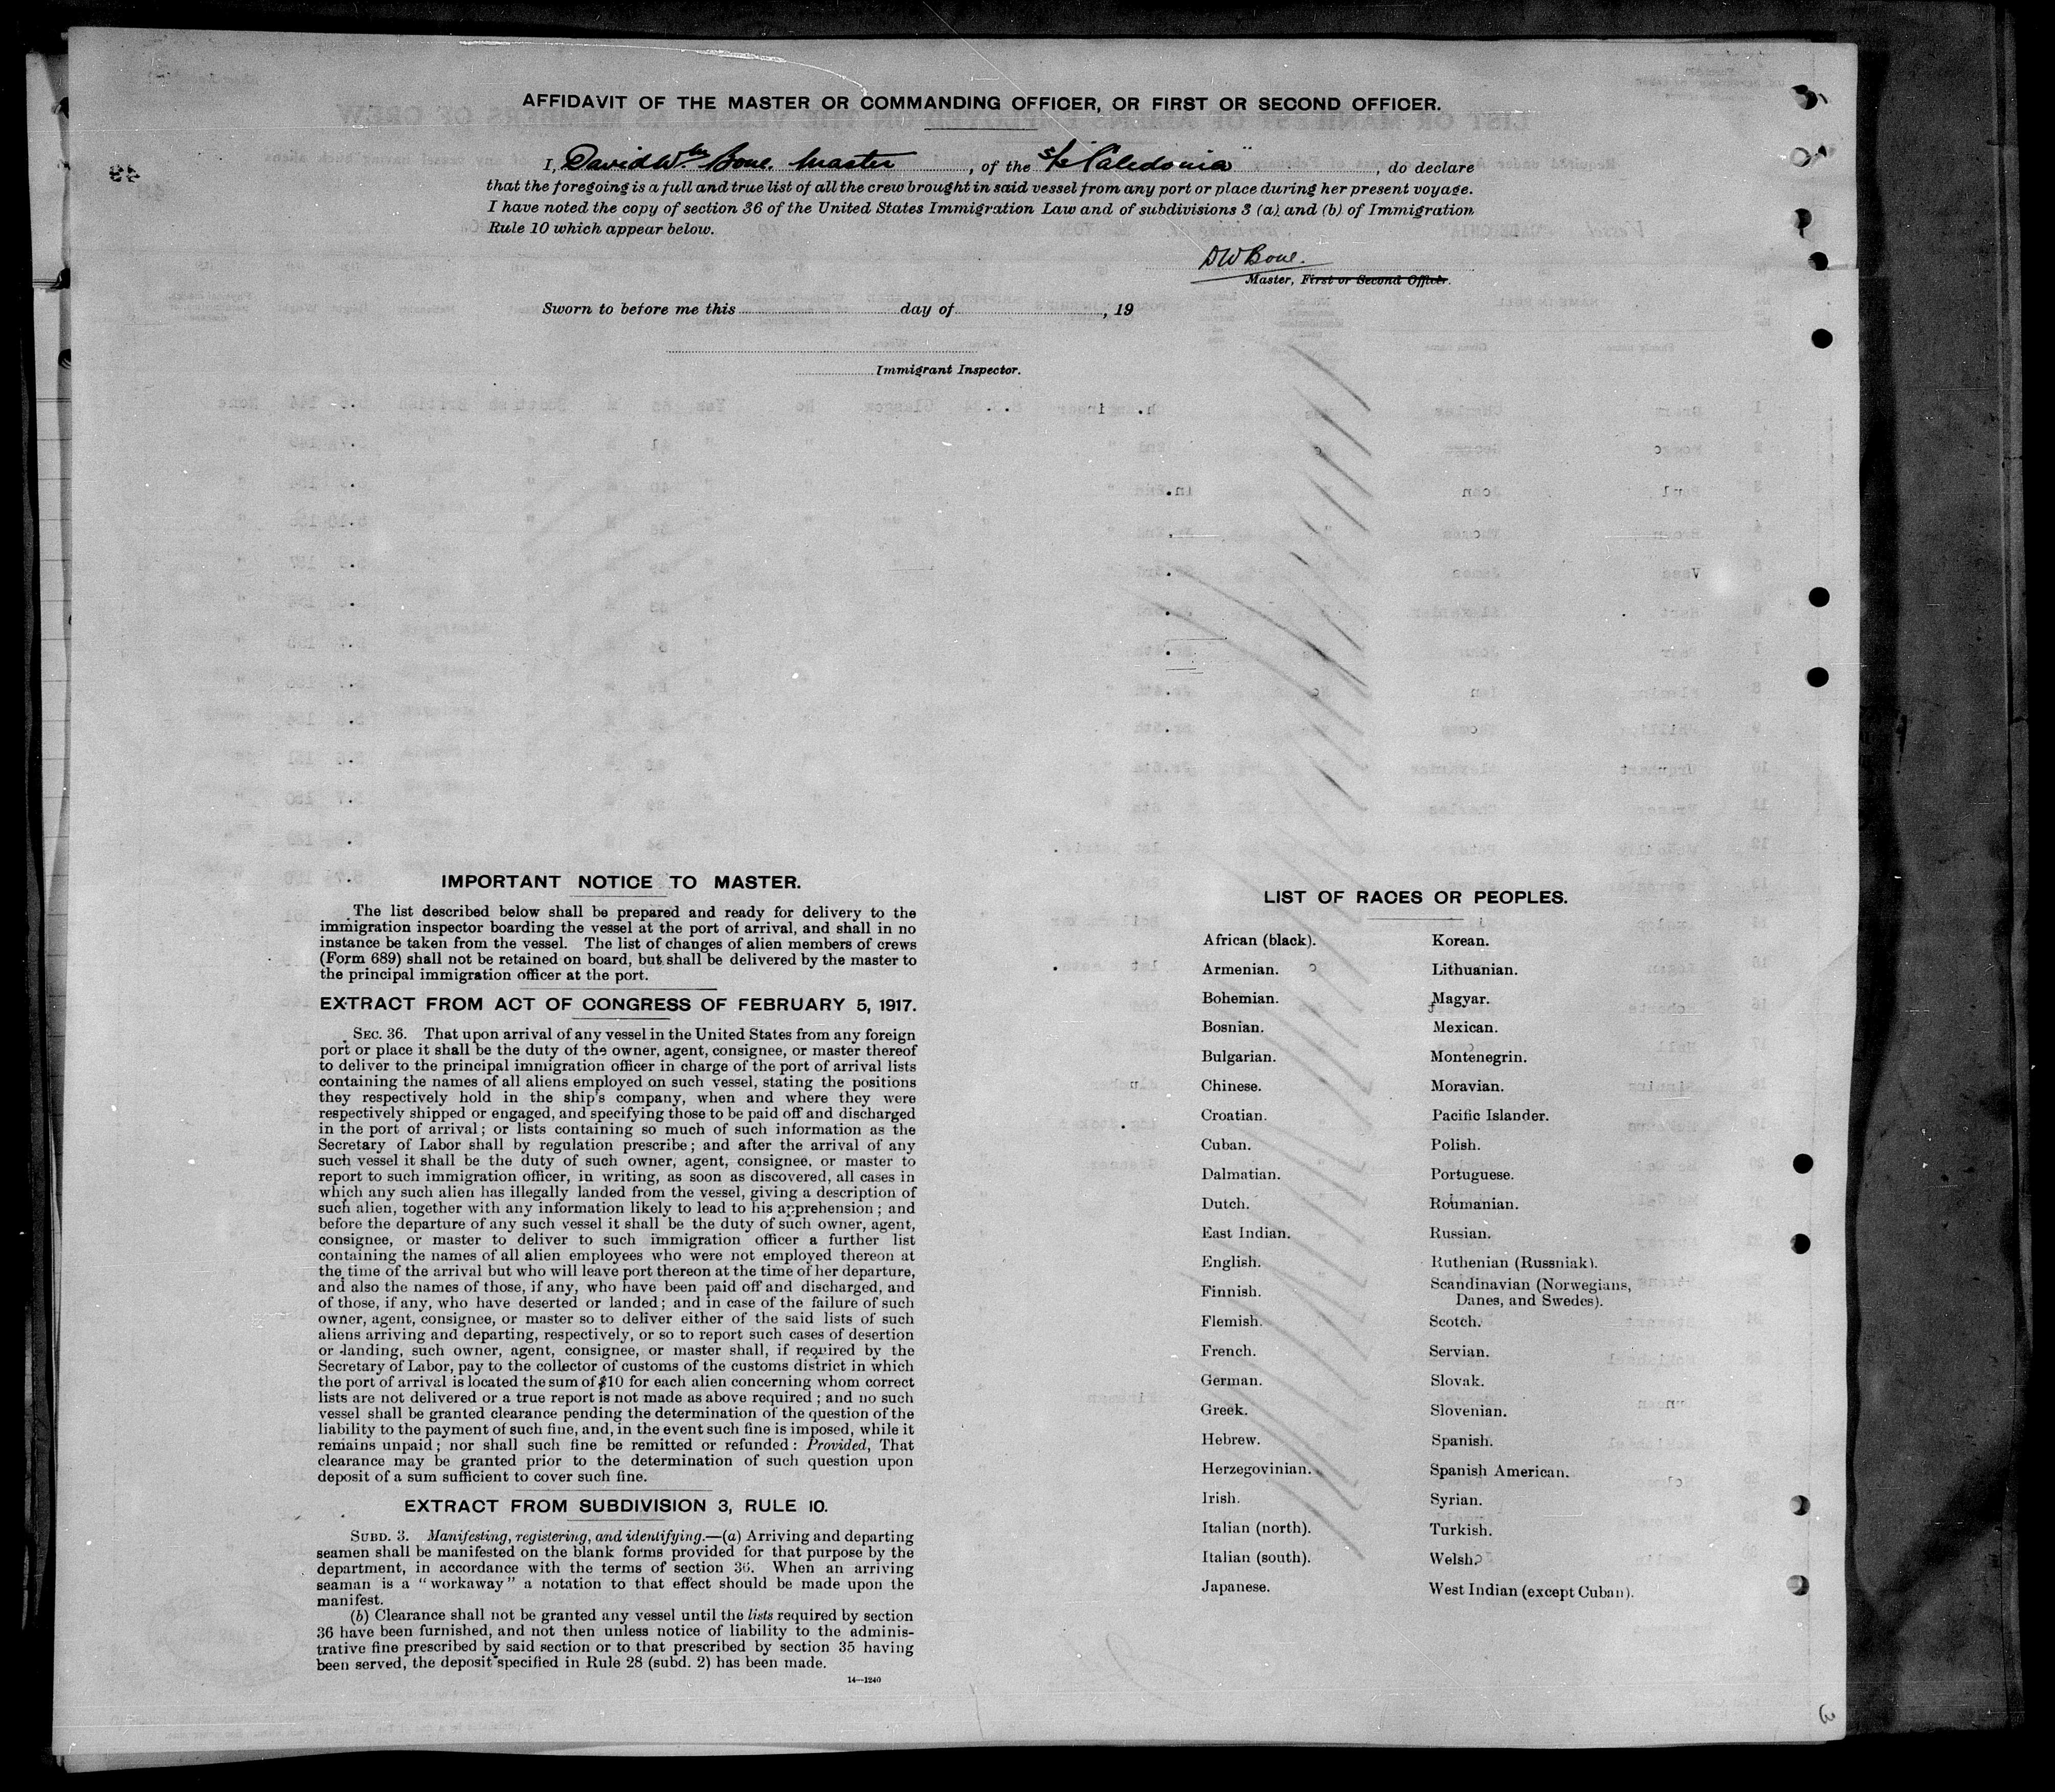 AFFIDAVIT OF THE MASTER OR COMMANDING OFFICER, OR FIRST OR SECOND OFFICER.
I, David Wm Bone, Master, of the s/s "Caledonia", do declare
that the foregoing is a full and true list of all the crew brought in said vessel from any port or place during her present voyage.
I have noted the copy of section 36 of the United States Immigration Law and of subdivisions 3 (a) and (b) of Immigration
Rule 10 which appear below.
DWBone.
Master, First or Second Officer.
Sworn to before me this day of , 19
Immigrant Inspector.
IMPORTANT NOTICE TO MASTER.
The list described below shall be prepared and ready for delivery to the
immigration inspector boarding the vessel at the port of arrival, and shall in no
instance be taken from the vessel. The list of changes of alien members of crews
(Form 689) shall not be retained on board, but shall be delivered by the master to
the principal immigration officer at the port.
EXTRACT FROM ACT OF CONGRESS OF FEBRUARY 5, 1917.
SEC. 36. That upon arrival of any vessel in the United States from any foreign
port or place it shall be the duty of the owner, agent, consignee, or master thereof
to deliver to the principal immigration officer in charge of the port of arrival lists
containing the names of all aliens employed on such vessel, stating the positions
they respectively hold in the ship's company, when and where they were
respectively shipped or engaged, and specifying those to be paid off and discharged
in the port of arrival; or lists containing so much of such information as the
Secretary of Labor shall by regulation prescribe; and after the arrival of any
such vessel it shall be the duty of such owner, agent, consignee, or master to
report to such immigration officer, in writing, as soon as discovered, all cases in
which any such alien has illegally landed from the vessel, giving a description of
such alien, together with any information likely to lead to his apprehension; and
before the departure of any such vessel it shall be the duty of such owner, agent,
consignee, or master to deliver to such immigration officer a further list
containing the names of all alien employees who were not employed thereon at
the time of the arrival but who will leave port thereon at the time of her departure,
and also the names of those, if any, who have been paid off and discharged, and
of those, if any, who have deserted or landed; and in case of the failure of such
owner, agent, consignee, or master so to deliver either of the said lists of such
aliens arriving and departing, respectively, or so to report such cases of desertion
or landing, such owner, agent, consignee, or master shall, if required by the
Secretary of Labor, pay to the collector of customs of the customs district in which
the port of arrival is located the sum of $10 for each alien concerning whom correct
lists are not delivered or a true report is not made as above required; and no such
vessel shall be granted clearance pending the determination of the question of the
liability to the payment of such fine, and, in the event such fine is imposed, while it
remains unpaid; nor shall such fine be remitted or refunded: Provided, That
clearance may be granted prior to the determination of such question upon
deposit of a sum sufficient to cover such fine.
EXTRACT FROM SUBDIVISION 3, RULE 10.
SUBD. 3. Manifesting, registering, and identifying.—(a) Arriving and departing
seamen shall be manifested on the blank forms provided for that purpose by the
department, in accordance with the terms of section 36. When an arriving
seaman is a "workaway" a notation to that effect should be made upon the
manifest.
(b) Clearance shall not be granted any vessel until the lists required by section
36 have been furnished, and not then unless notice of liability to the adminis-
trative fine prescribed by said section or to that prescribed by section 35 having
been served, the deposit specified in Rule 28 (subd. 2) has been made.
14—1240
LIST OF RACES OR PEOPLES.
African (black).
Armenian.
Bohemian.
Bosnian.
Bulgarian.
Chinese.
Croatian.
Cuban.
Dalmatian.
Dutch.
East Indian.
English.
Finnish.
Flemish.
French.
German.
Greek.
Hebrew.
Herzegovinian.
Irish.
Italian (north).
Italian (south).
Japanese.
Korean.
Lithuanian.
Magyar.
Mexican.
Montenegrin.
Moravian.
Pacific Islander.
Polish.
Portuguese.
Roumanian.
Russian.
Ruthenian (Russniak).
Scandinavian (Norwegians,
Danes, and Swedes).
Scotch.
Servian.
Slovak.
Slovenian.
Spanish.
Spanish American.
Syrian.
Turkish.
Welsh.
West Indian (except Cuban).